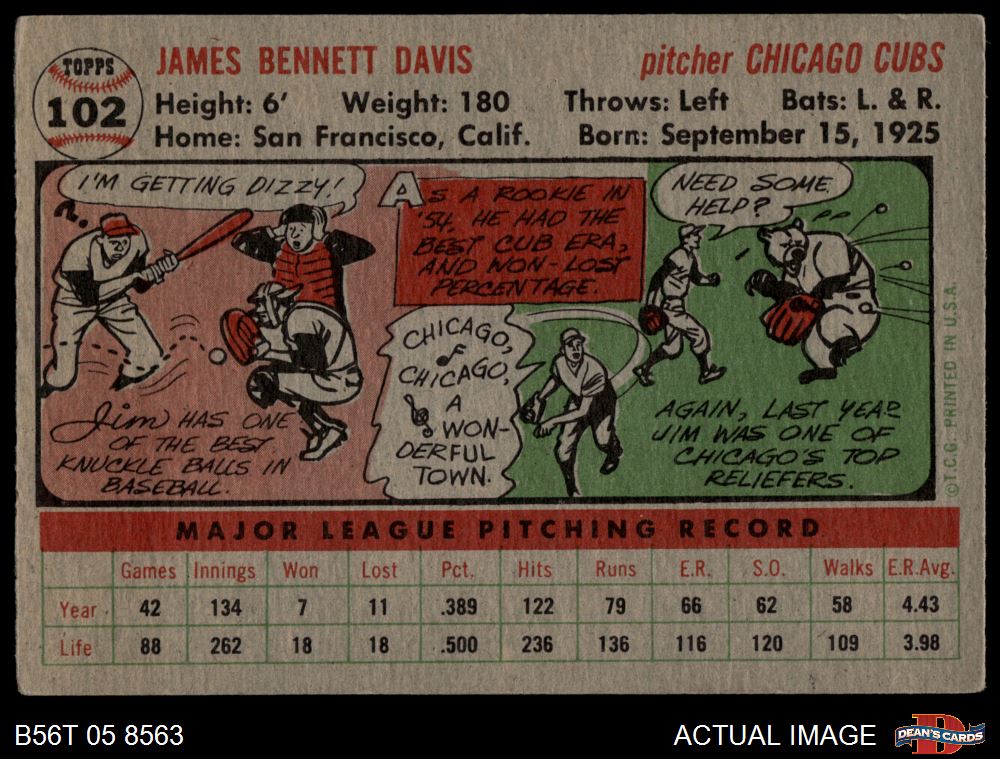 TOPPS
102
JAMES BENNETT DAVIS
pitcher CHICAGO CUBS
Height: 6' Weight: 180 Throws: Left Bats: L. & R.
Home: San Francisco, Calif. Born: September 15, 1925
I'M GETTING DIZZY!
Jim HAS ONE
OF THE BEST
KNUCKLE BALLS IN
BASEBALL.
AS A ROOKIE IN
'54, HE HAD THE
BEST CUB ERA,
AND NON-LOST
PERCENTAGE.
CHICAGO,
CHICAGO,
A
WON-
DERFUL
TOWN.
NEED SOME
HELP?
AGAIN, LAST YEAR
JIM WAS ONE OF
CHICAGO'S TOP
RELIEFERS.
©T.C.G. PRINTED IN U.S.A.
MAJOR LEAGUE PITCHING RECORD
Games Innings Won Lost Pct. Hits Runs E.R. S.O. Walks E.R.Avg.
Year 42 134 7 11 .389 122 79 66 62 58 4.43
Life 88 262 18 18 .500 236 136 116 120 109 3.98
B56T 05 8563
ACTUAL IMAGE
DEAN'S CARDS